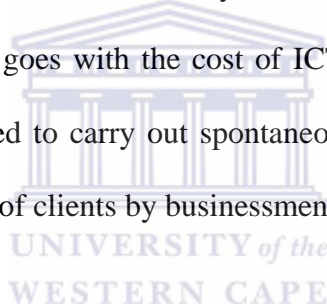 goes with the cost of ICT
ed to carry out spontaneo
of clients by businessmen
UNIVERSITY of the
WESTERN CAPE